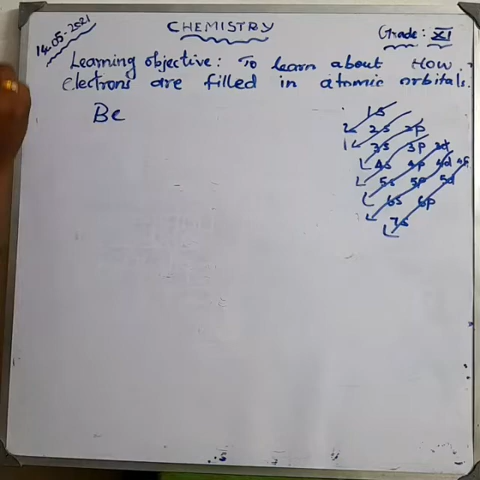 14-05-2021
CHEMISTRY
Grade: XI
Learning objective: To learn about How
electrons are filled in atomic orbitals.
Be
1s
2s 2p
3s 3p 3d
4s 4p 4d 4f
5s 5p 5d
6s 6p
7s